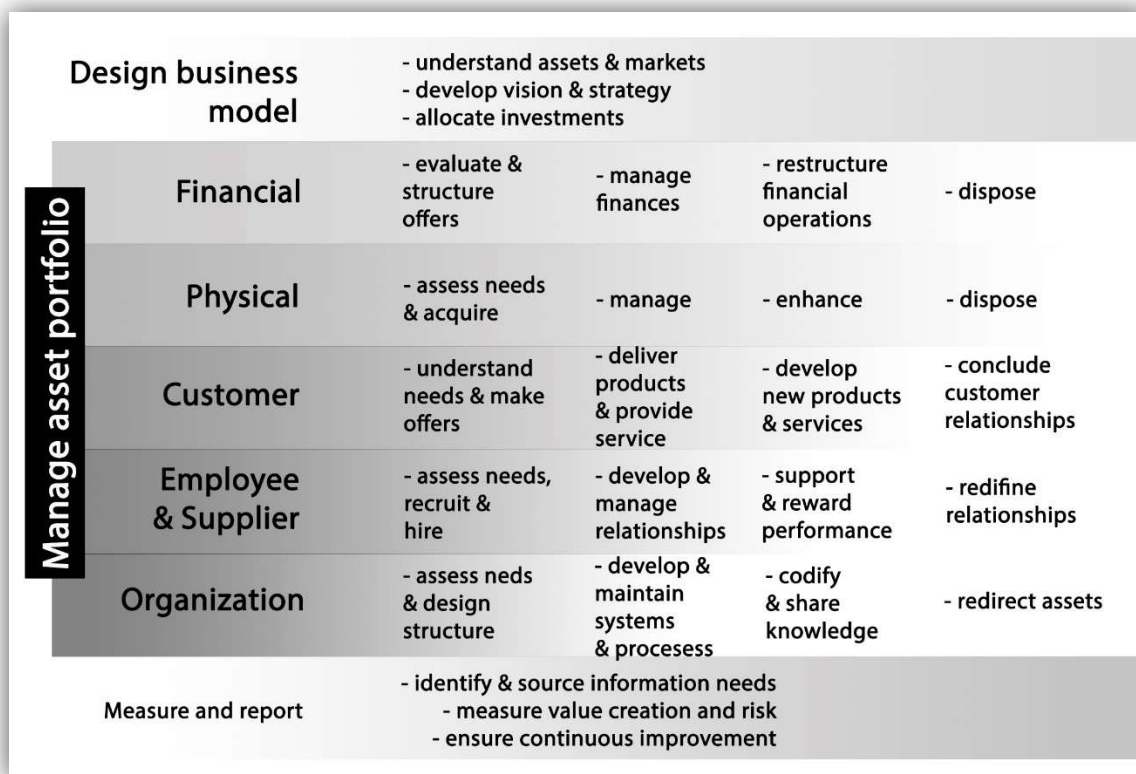 Design business
model
- understand assets & markets
- develop vision & strategy
- allocate investments
Manage asset portfolio
Financial
- evaluate &
structure
offers
- manage
finances
- restructure
financial
operations
- dispose
Physical
- assess needs
& acquire
- manage
- enhance
- dispose
Customer
- understand
needs & make
offers
- deliver
products
& provide
service
- develop
new products
& services
- conclude
customer
relationships
Employee
& Supplier
- assess needs,
recruit &
hire
- develop &
manage
relationships
- support
& reward
performance
- redifine
relationships
Organization
- assess neds
& design
structure
- develop &
maintain
systems
& procesess
- codify
& share
knowledge
- redirect assets
Measure and report
- identify & source information needs
- measure value creation and risk
- ensure continuous improvement